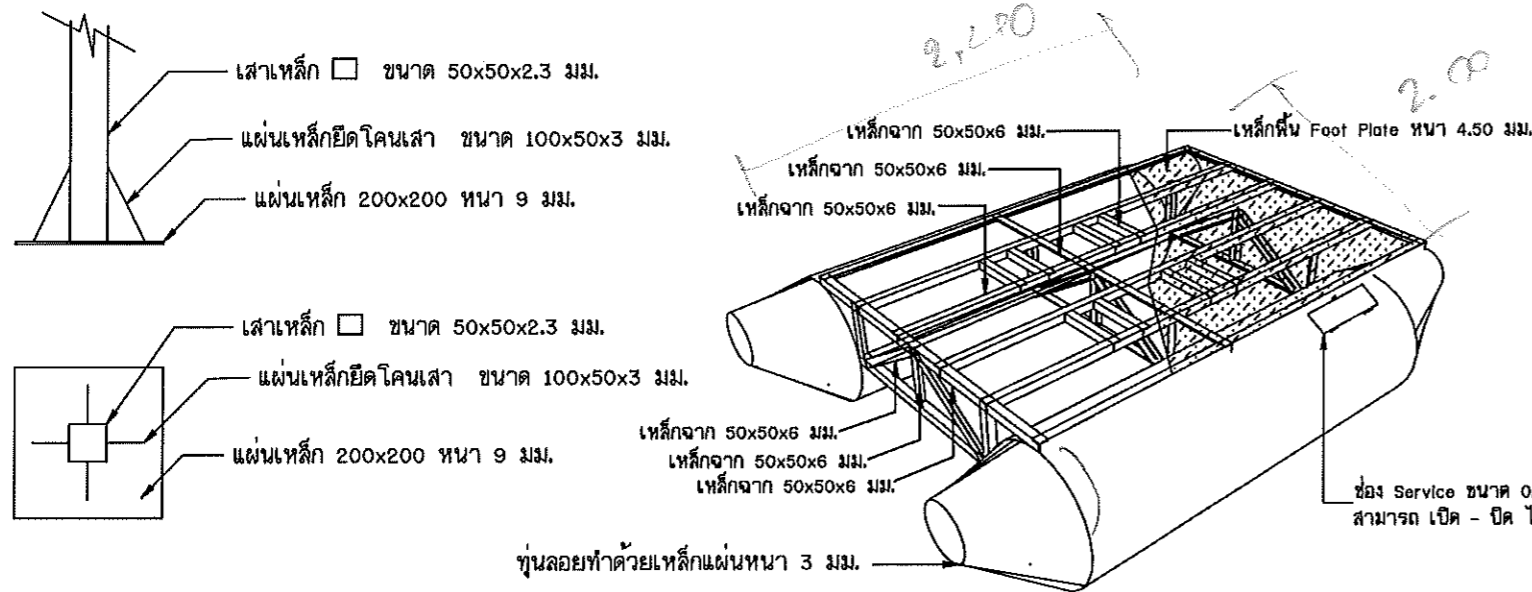 เสาเหล็ก ขนาด 50x50x2.3 มม.
แผ่นเหล็กยึดโคนเสา ขนาด 100x50x3 มม.
แผ่นเหล็ก 200x200 หนา 9 มม.
เสาเหล็ก ขนาด 50x50x2.3 มม.
แผ่นเหล็กยึดโคนเสา ขนาด 100x50x3 มม.
แผ่นเหล็ก 200x200 หนา 9 มม.
2.00
เหล็กฉาก 50x50x6 มม.
เหล็กพื้น Foot Plate หนา 4.50 มม.
เหล็กฉาก 50x50x6 มม.
เหล็กฉาก 50x50x6 มม.
เหล็กฉาก 50x50x6 มม.
เหล็กฉาก 50x50x6 มม.
เหล็กฉาก 50x50x6 มม.
ช่อง Service ขนาด 0.
สามารถ เปิด - ปิด
ทุ่นลอยทำด้วยเหล็กแผ่นหนา 3 มม.